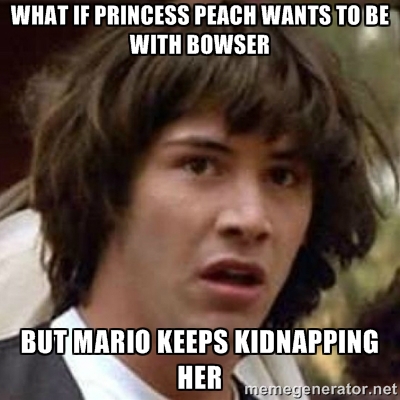 WHAT IF PRINCESS PEACH WANTS TO BE
WITH BOWSER
BUT MARIO KEEPS KIDNAPPING
HER
memegenerator.net